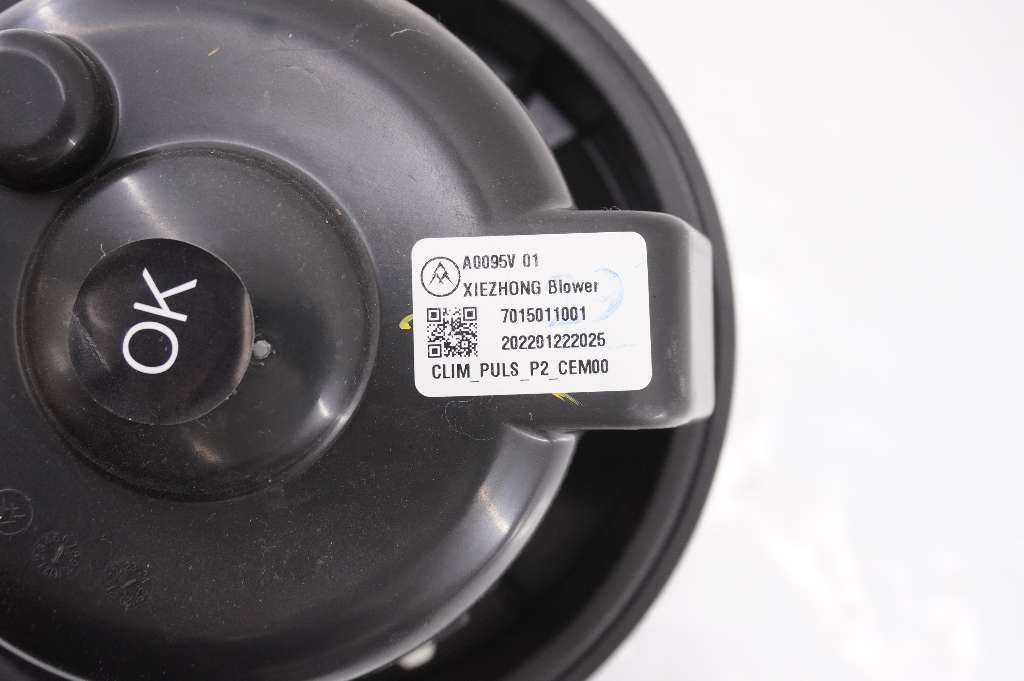 OK
A0095V 01
XIEZHONG Blower
7015011001
202201222025
CLIM_PULS_P2_CEM00